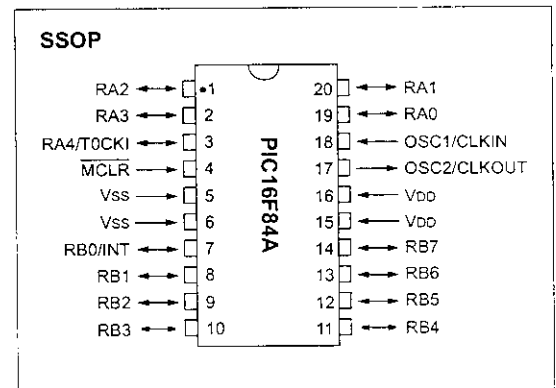 SSOP
RA2 •1 20 RA1
RA3 2 19 RA0
RA4/T0CKI 3 18 OSC1/CLKIN
MCLR 4 17 OSC2/CLKOUT
Vss 5 16 VDD
Vss 6 15 VDD
RB0/INT 7 14 RB7
RB1 8 13 RB6
RB2 9 12 RB5
RB3 10 11 RB4
PIC16F84A